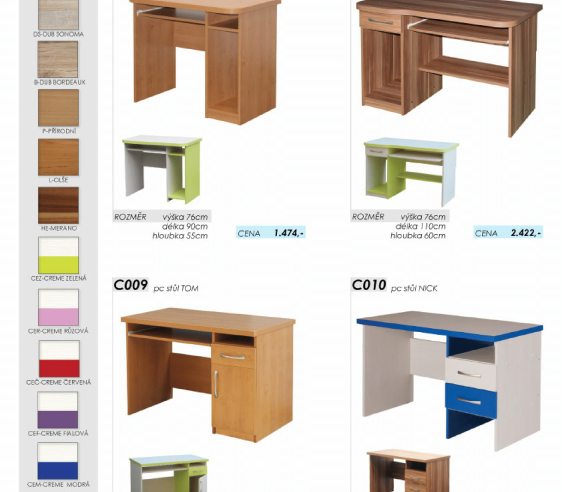 DS-DUB SONOMA
B-DUB BORDEAUX
P-PŘÍRODNÍ
L-OLŠE
HE-MERANO
CEZ-CREME ZELENÁ
CER-CREME RŮZOVÁ
CEČ-CREME ČERVENÁ
CEF-CREME FIALOVÁ
CEM-CREME MODRÁ
ROZMĚR výška 76cm
délka 90cm
hloubka 55cm
CENA 1.474,-
ROZMĚR výška 76cm
délka 110cm
hloubka 60cm
CENA 2.422,-
C009 pc stůl TOM
C010 pc stůl NICK